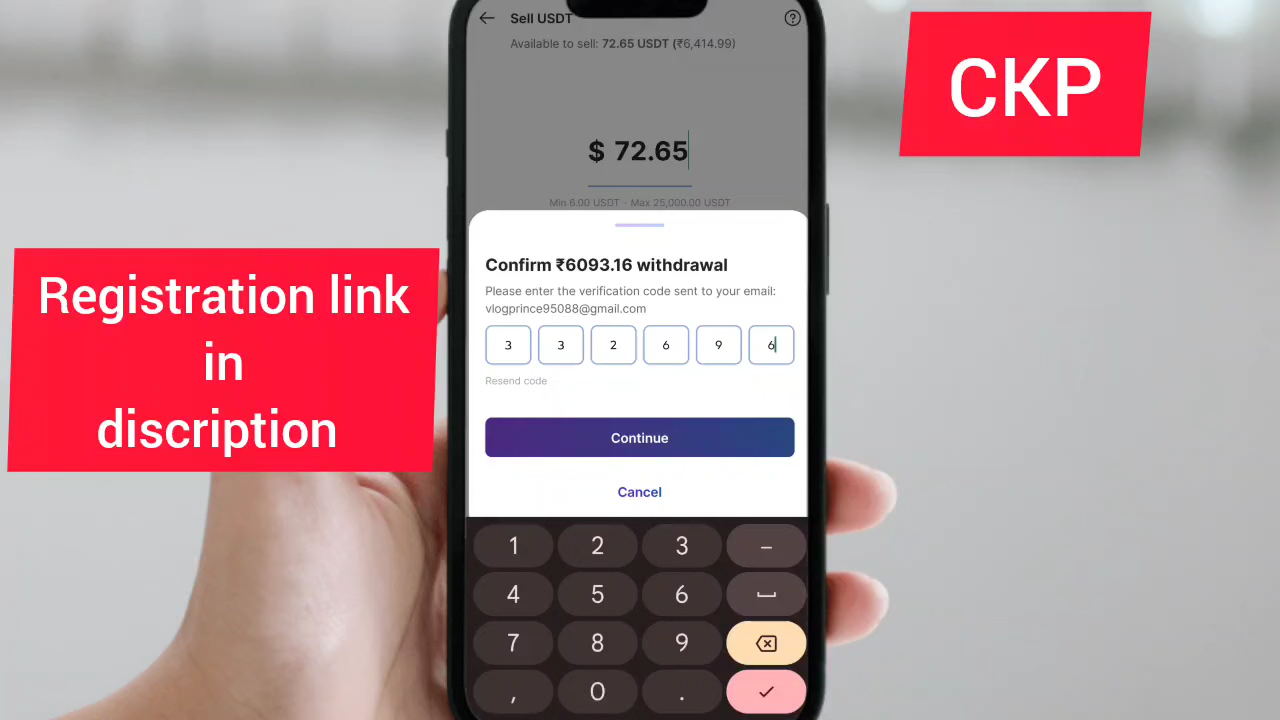 Sell USDT
Available to sell: 72.65 USDT (₹6,414.99)
CKP
$ 72.65
Min 6.00 USDT · Max 25,000.00 USDT
Registration link
in
discription
Confirm ₹6093.16 withdrawal
Please enter the verification code sent to your email:
vlogprince95088@gmail.com
3 3 2 6 9 6
Resend code
Continue
Cancel
1 2 3 –
4 5 6
7 8 9
, 0 .